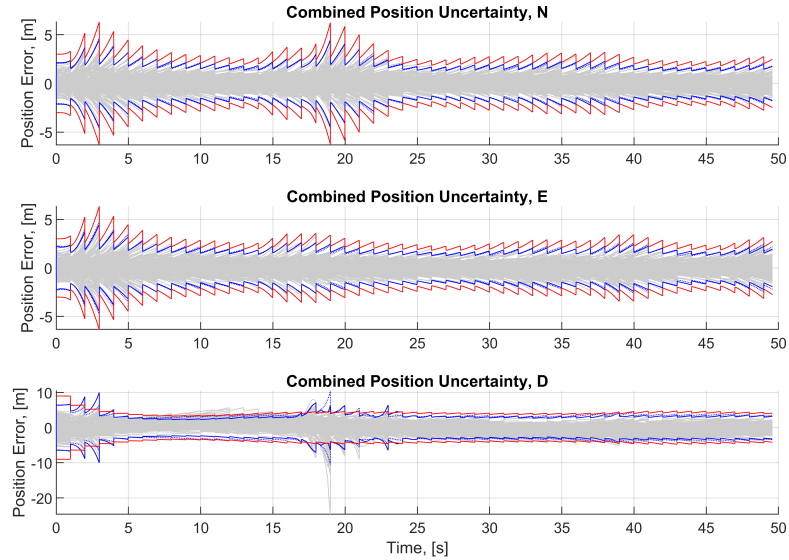 Combined Position Uncertainty, N
Position Error, [m]
5
0
-5
0 5 10 15 20 25 30 35 40 45 50
Combined Position Uncertainty, E
Position Error, [m]
5
0
-5
0 5 10 15 20 25 30 35 40 45 50
Combined Position Uncertainty, D
Position Error, [m]
10
0
-10
-20
0 5 10 15 20 25 30 35 40 45 50
Time, [s]